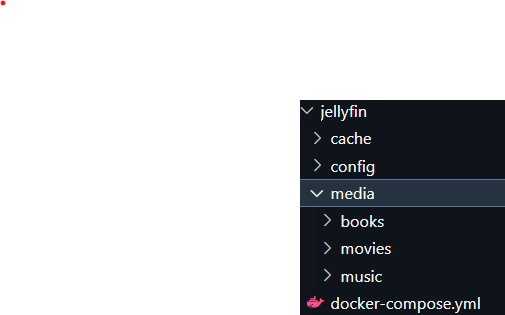 jellyfin
cache
config
media
books
movies
music
docker-compose.yml